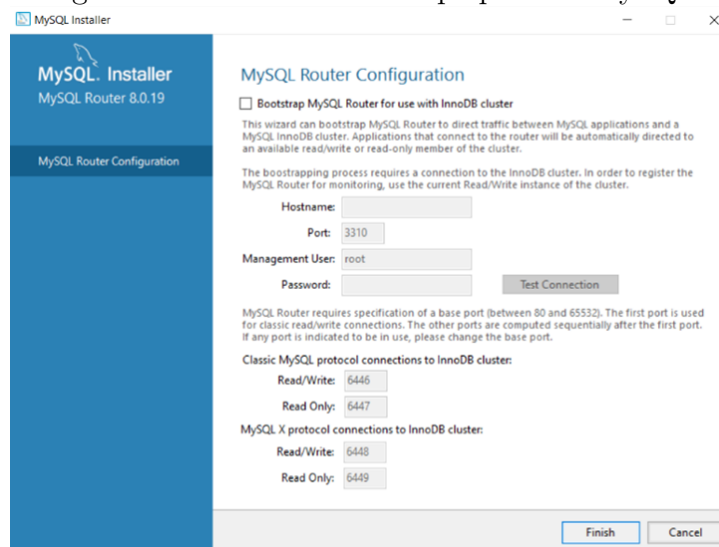 MySQL Installer
MySQL. Installer
MySQL Router 8.0.19
MySQL Router Configuration
MySQL Router Configuration
Bootstrap MySQL Router for use with InnoDB cluster
This wizard can bootstrap MySQL Router to direct traffic between MySQL applications and a
MySQL InnoDB cluster. Applications that connect to the router will be automatically directed to
an available read/write or read-only member of the cluster.
The boostrapping process requires a connection to the InnoDB cluster. In order to register the
MySQL Router for monitoring, use the current Read/Write instance of the cluster.
Hostname:
Port: 3310
Management User: root
Password:
Test Connection
MySQL Router requires specification of a base port (between 80 and 65532). The first port is used
for classic read/write connections. The other ports are computed sequentially after the first port.
If any port is indicated to be in use, please change the base port.
Classic MySQL protocol connections to InnoDB cluster:
Read/Write: 6446
Read Only: 6447
MySQL X protocol connections to InnoDB cluster:
Read/Write: 6448
Read Only: 6449
Finish
Cancel